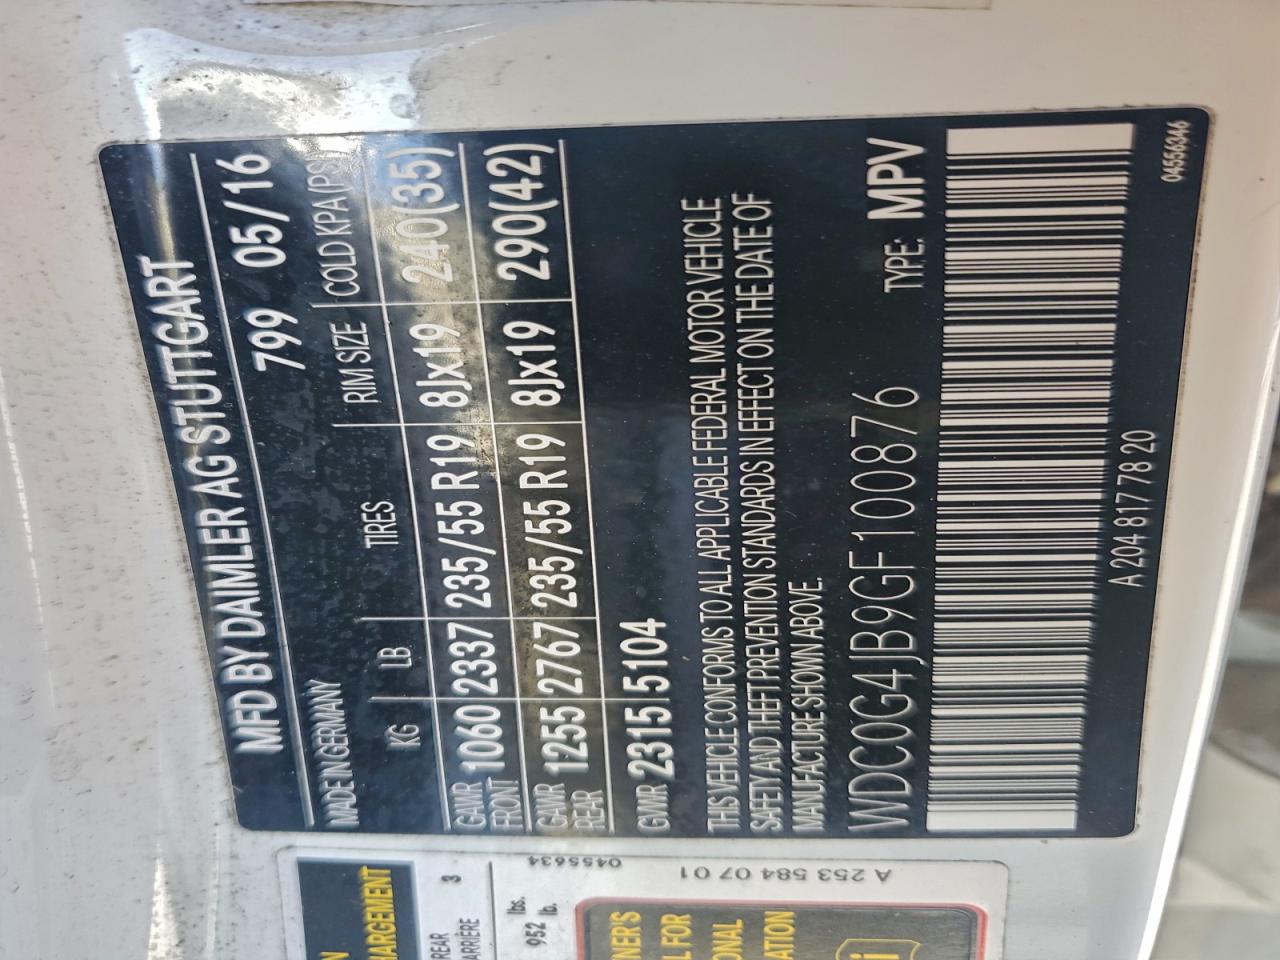 MFD BY DAIMLER AG STUTTGART
MADE IN GERMANY 799 05/16
KG LB TIRES RIM SIZE COLD KPA(PSI)
GAWR FRONT 1060 2337 235/55 R19 8Jx19 240(35)
GAWR REAR 1255 2767 235/55 R19 8Jx19 290(42)
GVWR 2315 5104
THIS VEHICLE CONFORMS TO ALL APPLICABLE FEDERAL MOTOR VEHICLE
SAFETY AND THEFT PREVENTION STANDARDS IN EFFECT ON THE DATE OF
MANUFACTURE SHOWN ABOVE.
WDC0G4JB9GF100876 TYPE: MPV
A 204 817 78 20
04556346
HARGEMENT
REAR 3
ARRIÈRE
952 lbs.
lb.
0455634
A 253 584 07 01
NER'S
L FOR
ONAL
ATION
i